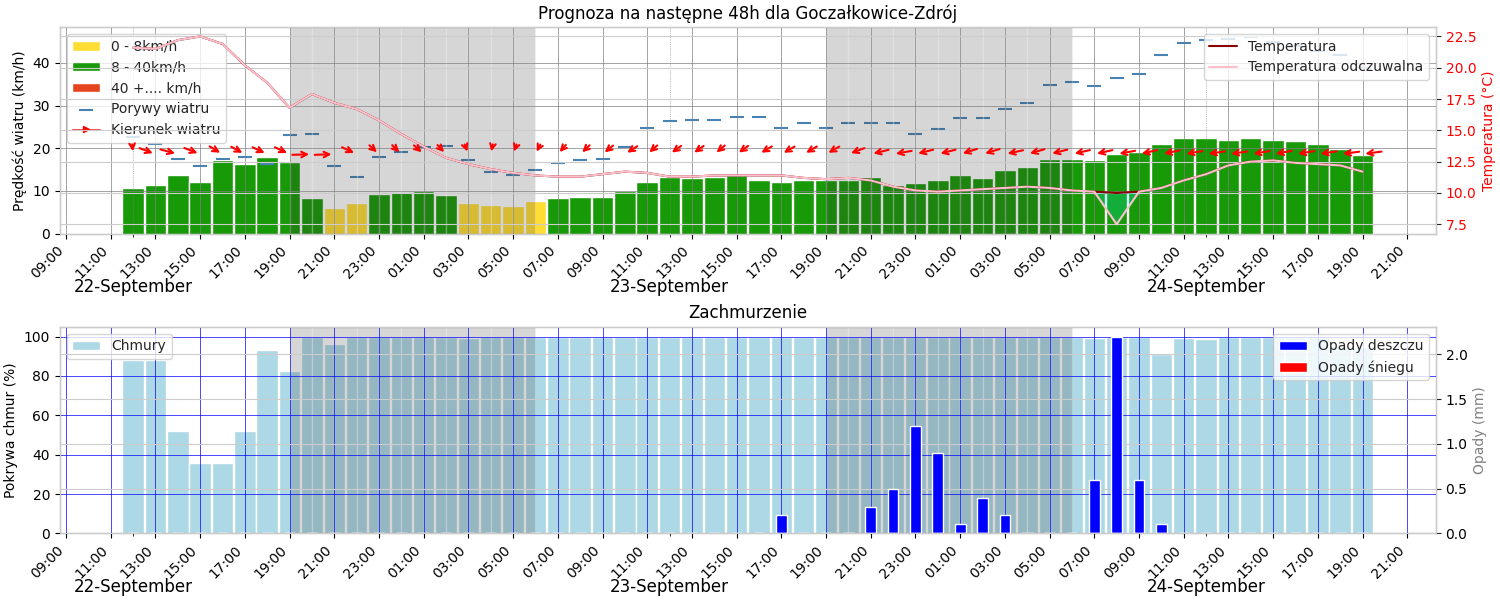 Prognoza na następne 48h dla Goczałkowice-Zdrój
0 - 8km/h
8 - 40km/h
40 +.... km/h
Porywy wiatru
Kierunek wiatru
Temperatura
Temperatura odczuwalna
Prędkość wiatru (km/h)
40
30
20
10
0
22.5
20.0
17.5
15.0
12.5
10.0
7.5
Temperatura (°C)
09:00 11:00 13:00 15:00 17:00 19:00 21:00 23:00 01:00 03:00 05:00 07:00 09:00 11:00 13:00 15:00 17:00 19:00 21:00 23:00 01:00 03:00 05:00 07:00 09:00 11:00 13:00 15:00 17:00 19:00 21:00
22-September 23-September 24-September
Zachmurzenie
Chmury
Opady deszczu
Opady śniegu
Pokrywa chmur (%)
100
80
60
40
20
0
2.0
1.5
1.0
0.5
0.0
Opady (mm)
09:00 11:00 13:00 15:00 17:00 19:00 21:00 23:00 01:00 03:00 05:00 07:00 09:00 11:00 13:00 15:00 17:00 19:00 21:00 23:00 01:00 03:00 05:00 07:00 09:00 11:00 13:00 15:00 17:00 19:00 21:00
22-September 23-September 24-September